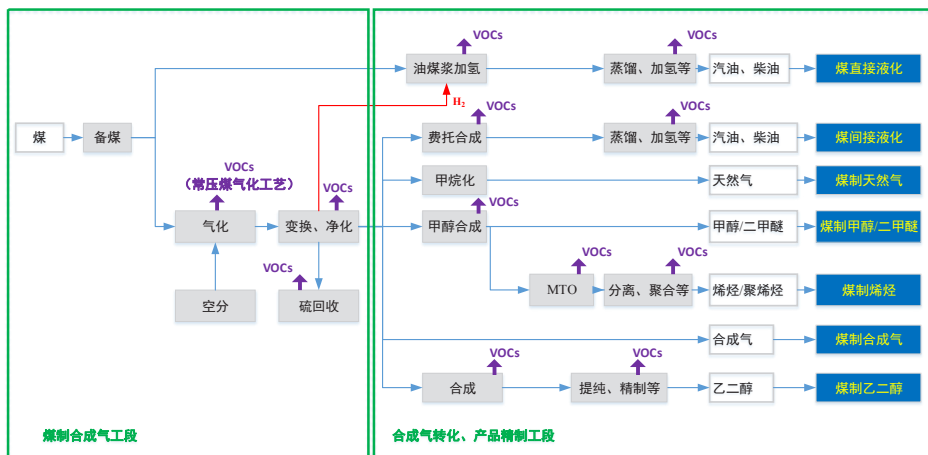 VOCs
VOCs
油煤浆加氢
蒸馏、加氢等
汽油、柴油
煤直接液化
H₂
VOCs
VOCs
煤
备煤
费托合成
蒸馏、加氢等
汽油、柴油
煤间接液化
VOCs
（常压煤气化工艺）
VOCs
甲烷化
天然气
煤制天然气
VOCs
气化
变换、净化
甲醇合成
甲醇/二甲醚
煤制甲醇/二甲醚
VOCs
VOCs
VOCs
空分
硫回收
MTO
分离、聚合等
烯烃/聚烯烃
煤制烯烃
合成气
煤制合成气
VOCs
VOCs
合成
提纯、精制等
乙二醇
煤制乙二醇
煤制合成气工段
合成气转化、产品精制工段